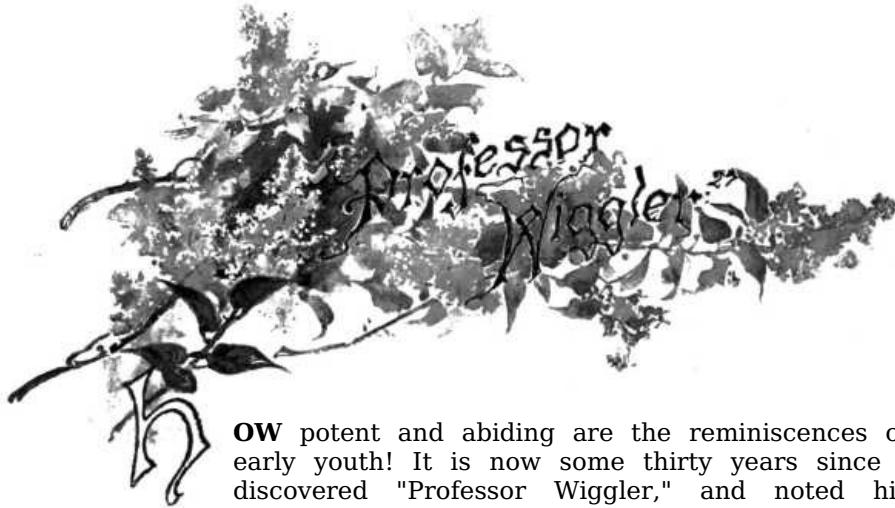 Professor
Wiggler."
HOW potent and abiding are the reminiscences
early youth! It is now some thirty years since
discovered "Professor Wiggler," and noted hi